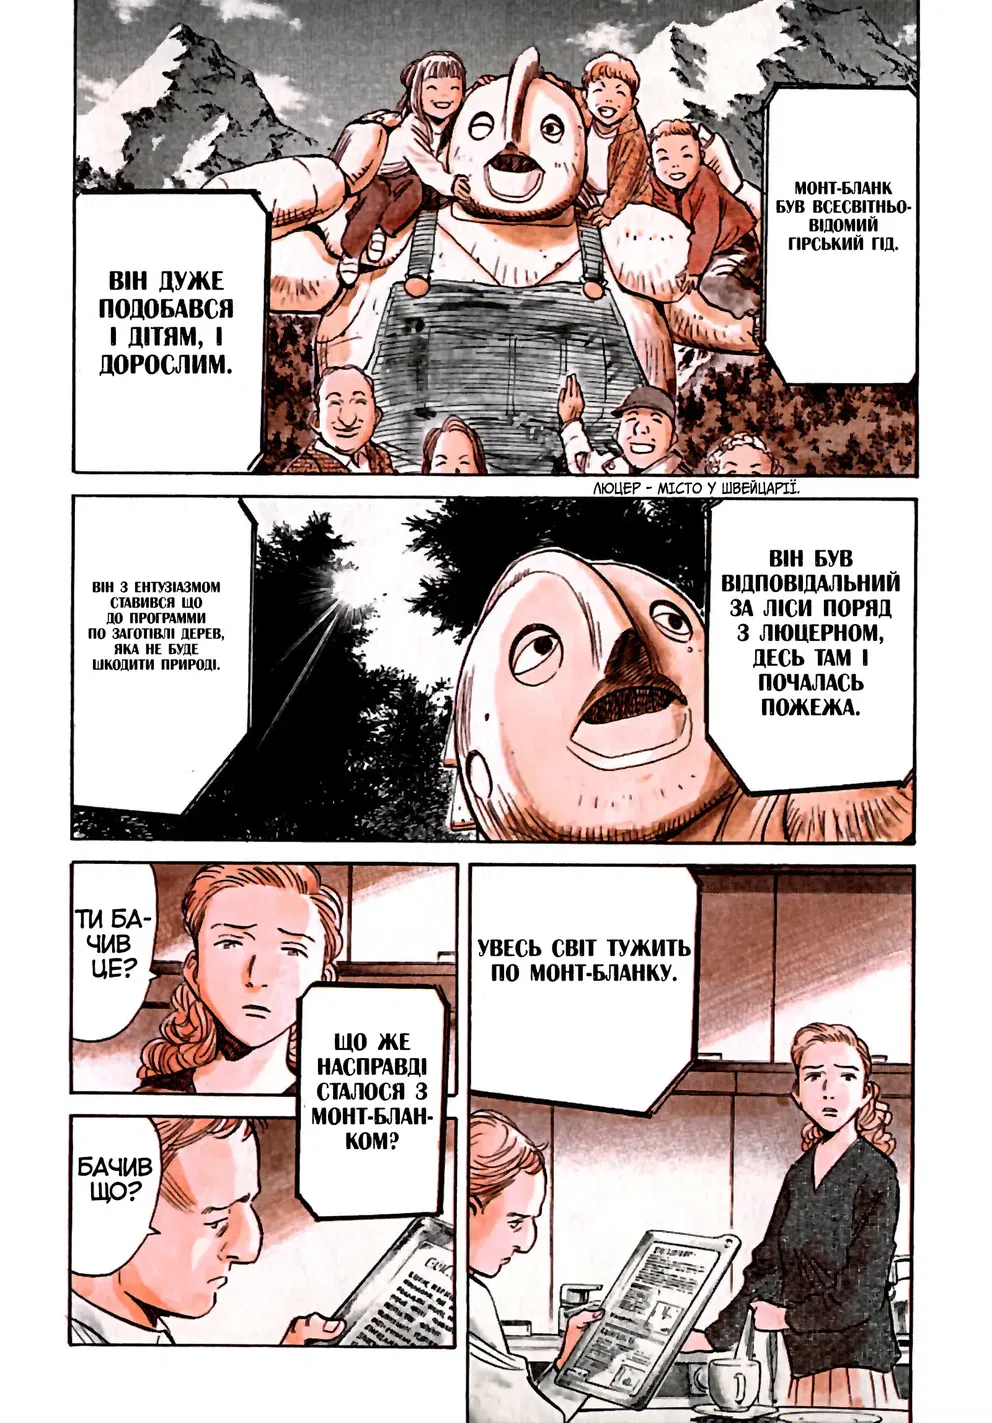 МОНТ-БЛАНК
БУВ ВСЕСВІТНЬО-
ВІДОМИЙ
ГІРСЬКИЙ ГІД.
ВІН ДУЖЕ
ПОДОБАВСЯ
І ДІТЯМ, І
ДОРОСЛИМ.
ЛЮЦЕР - МІСТО У ШВЕЙЦАРІЇ.
ВІН БУВ
ВІДПОВІДАЛЬНИЙ
ЗА ЛІСИ ПОРЯД
З ЛЮЦЕРНОМ,
ДЕСЬ ТАМ І
ПОЧАЛАСЬ
ПОЖЕЖА.
ВІН З ЕНТУЗІАЗМОМ
СТАВИВСЯ ЩО
ДО ПРОГРАММИ
ПО ЗАГОТІВЛІ ДЕРЕВ,
ЯКА НЕ БУДЕ
ШКОДИТИ ПРИРОДІ.
УВЕСЬ СВІТ ТУЖИТЬ
ПО МОНТ-БЛАНКУ.
ЩО ЖЕ
НАСПРАВДІ
СТАЛОСЯ З
МОНТ-БЛАН-
КОМ?
ТИ БА-
ЧИВ
ЦЕ?
БАЧИВ
ЩО?